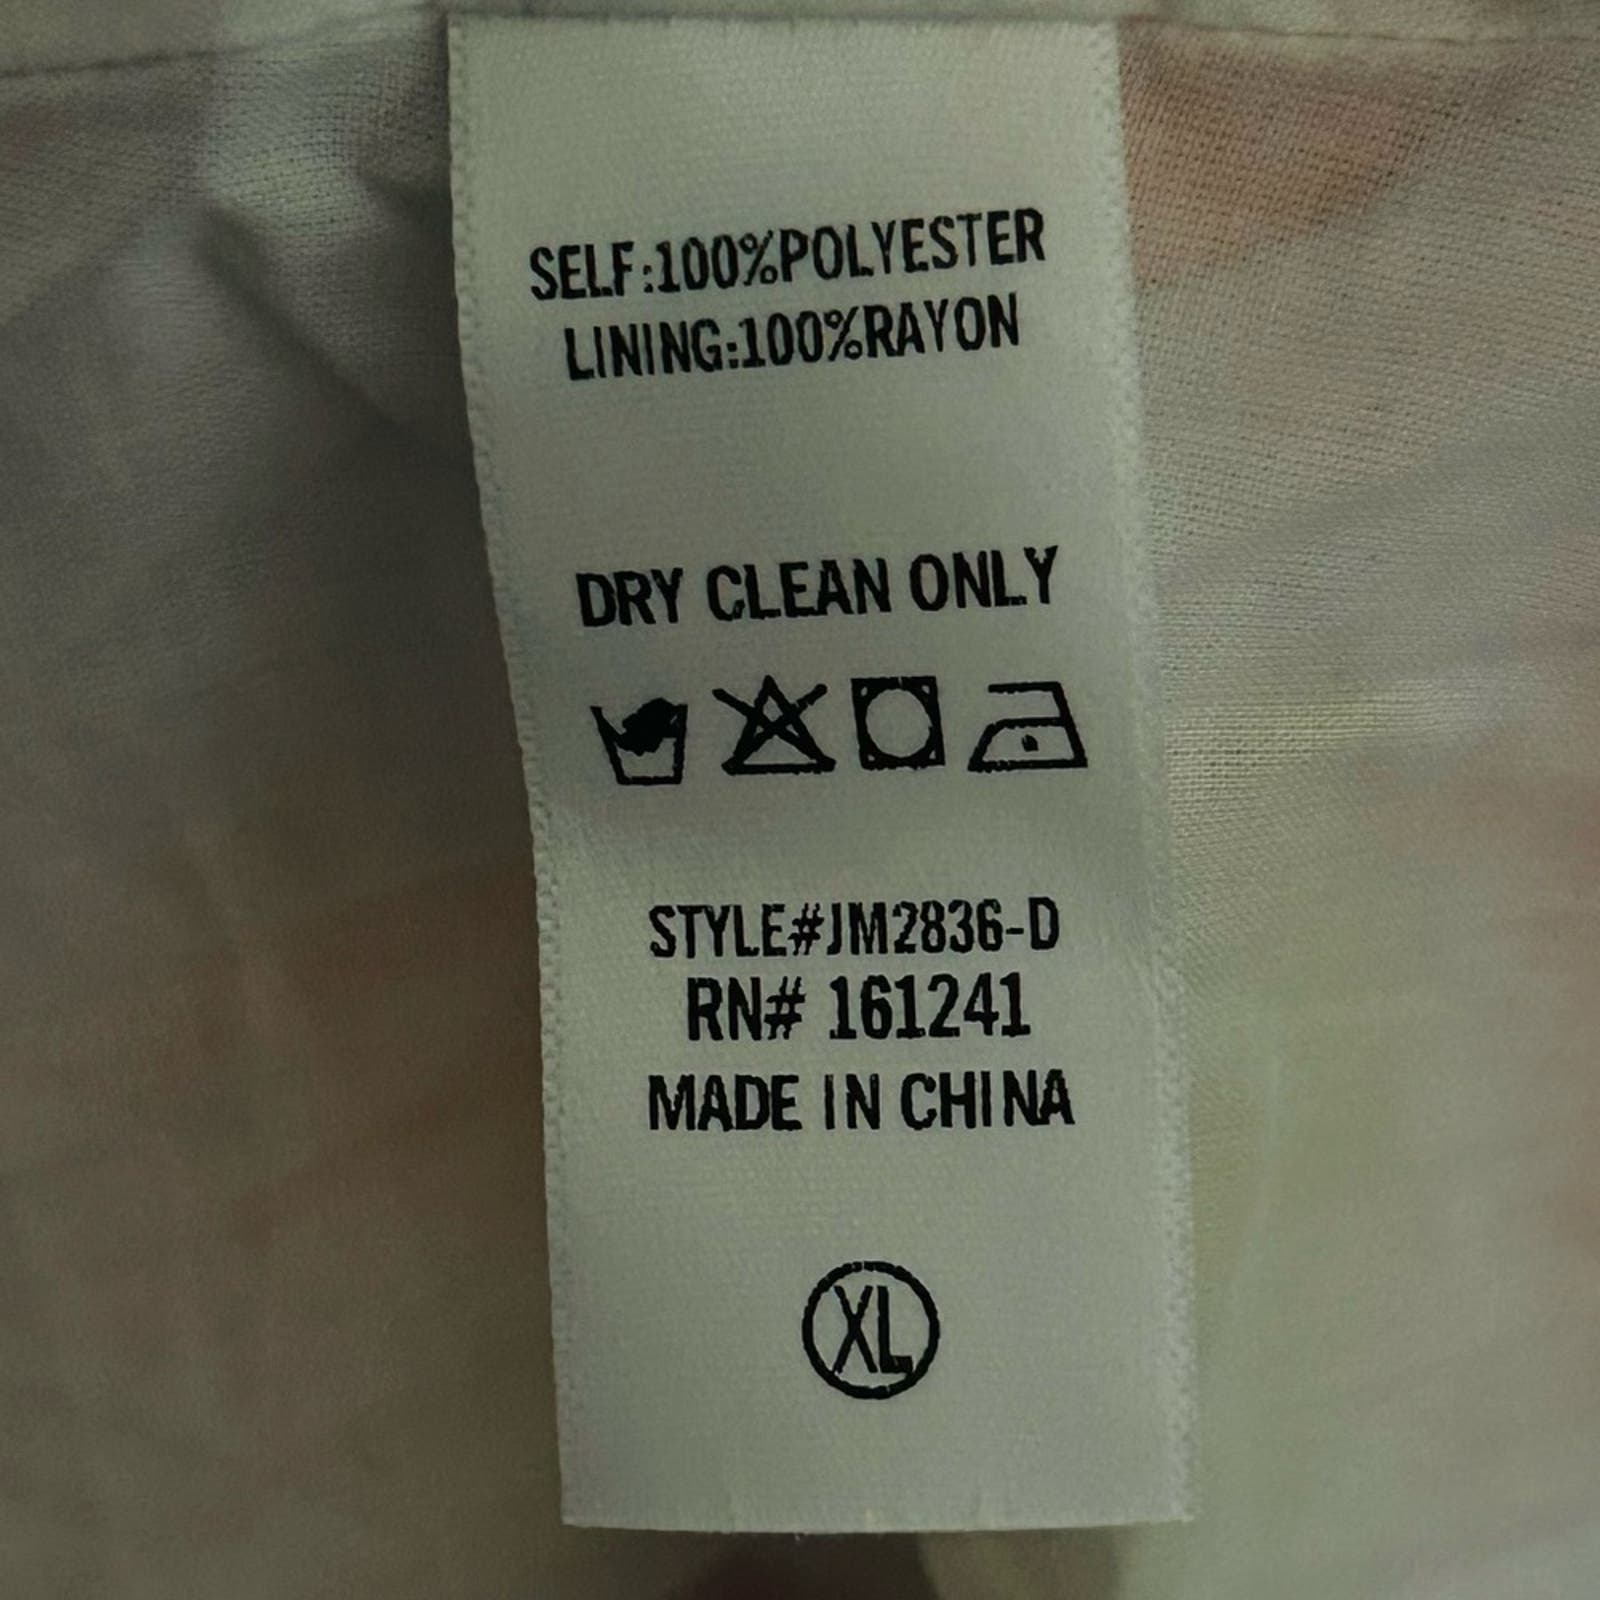 SELF:100%POLYESTER
LINING:100%RAYON
DRY CLEAN ONLY
STYLE#JM2836-D
RN# 161241
MADE IN CHINA
XL